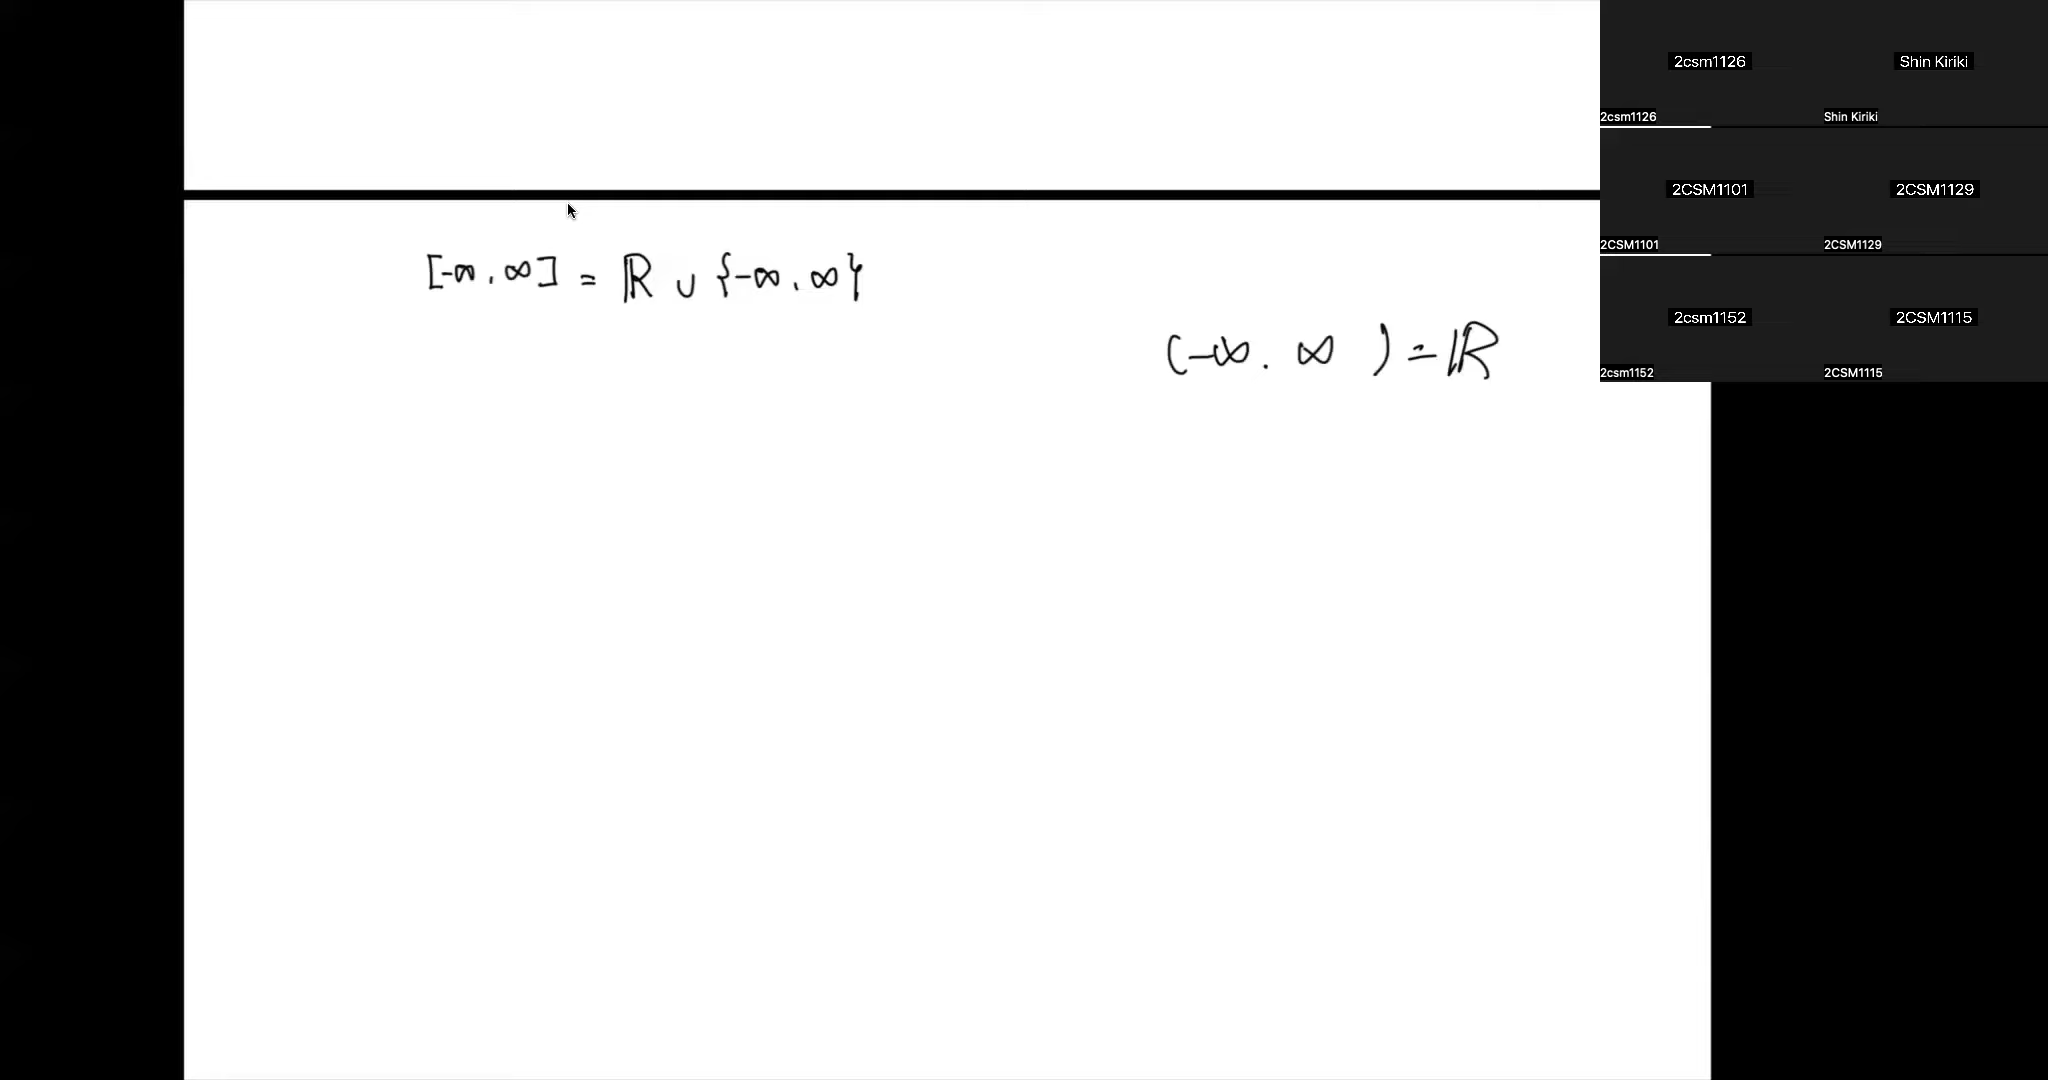 [-∞, ∞] = ℝ ∪ {-∞, ∞}
(-∞. ∞ ) = ℝ
2csm1126
Shin Kiriki
2csm1126
Shin Kiriki
2CSM1101
2CSM1129
2CSM1101
2CSM1129
2csm1152
2CSM1115
2csm1152
2CSM1115